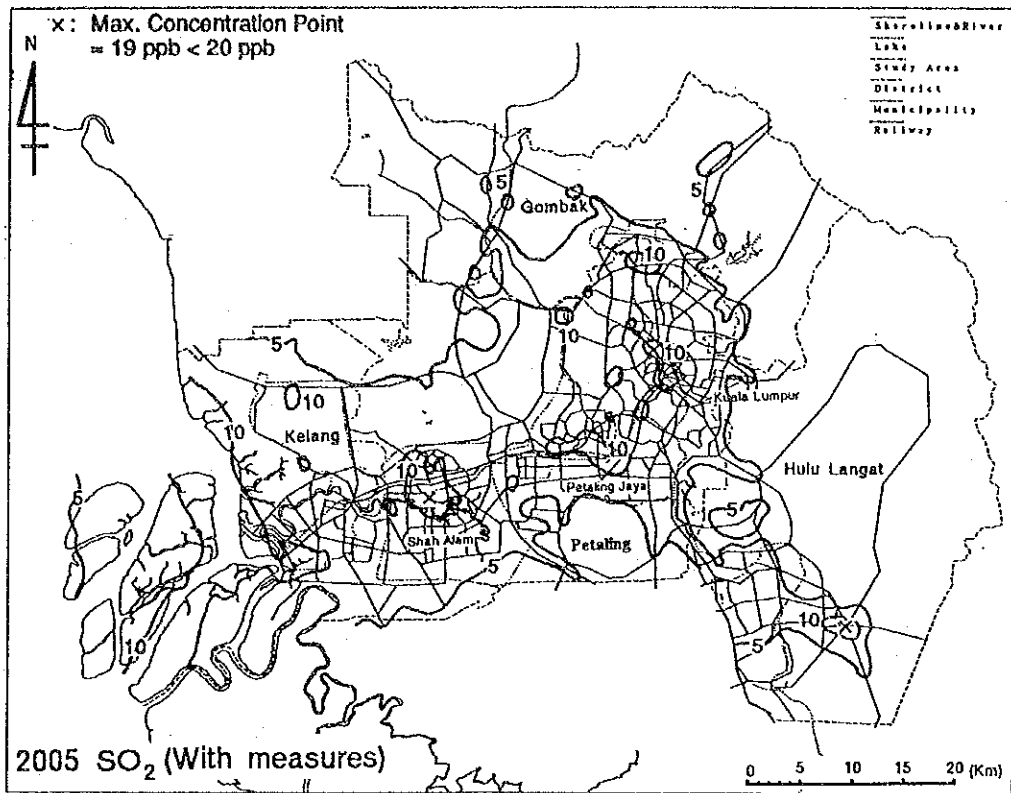 ×: Max. Concentration Point
= 19 ppb < 20 ppb
N
Shoreline&River
Lake
Study Area
District
Municipality
Railway
5
Gombak
5
10
10
10
5
Kuala Lumpur
10
10
Kelang
10
10
Hulu Langat
5
Petaling Jaya
5
Shah Alam
Petaling
5
10
5
10
2005 SO₂ (With measures)
0 5 10 15 20 (Km)